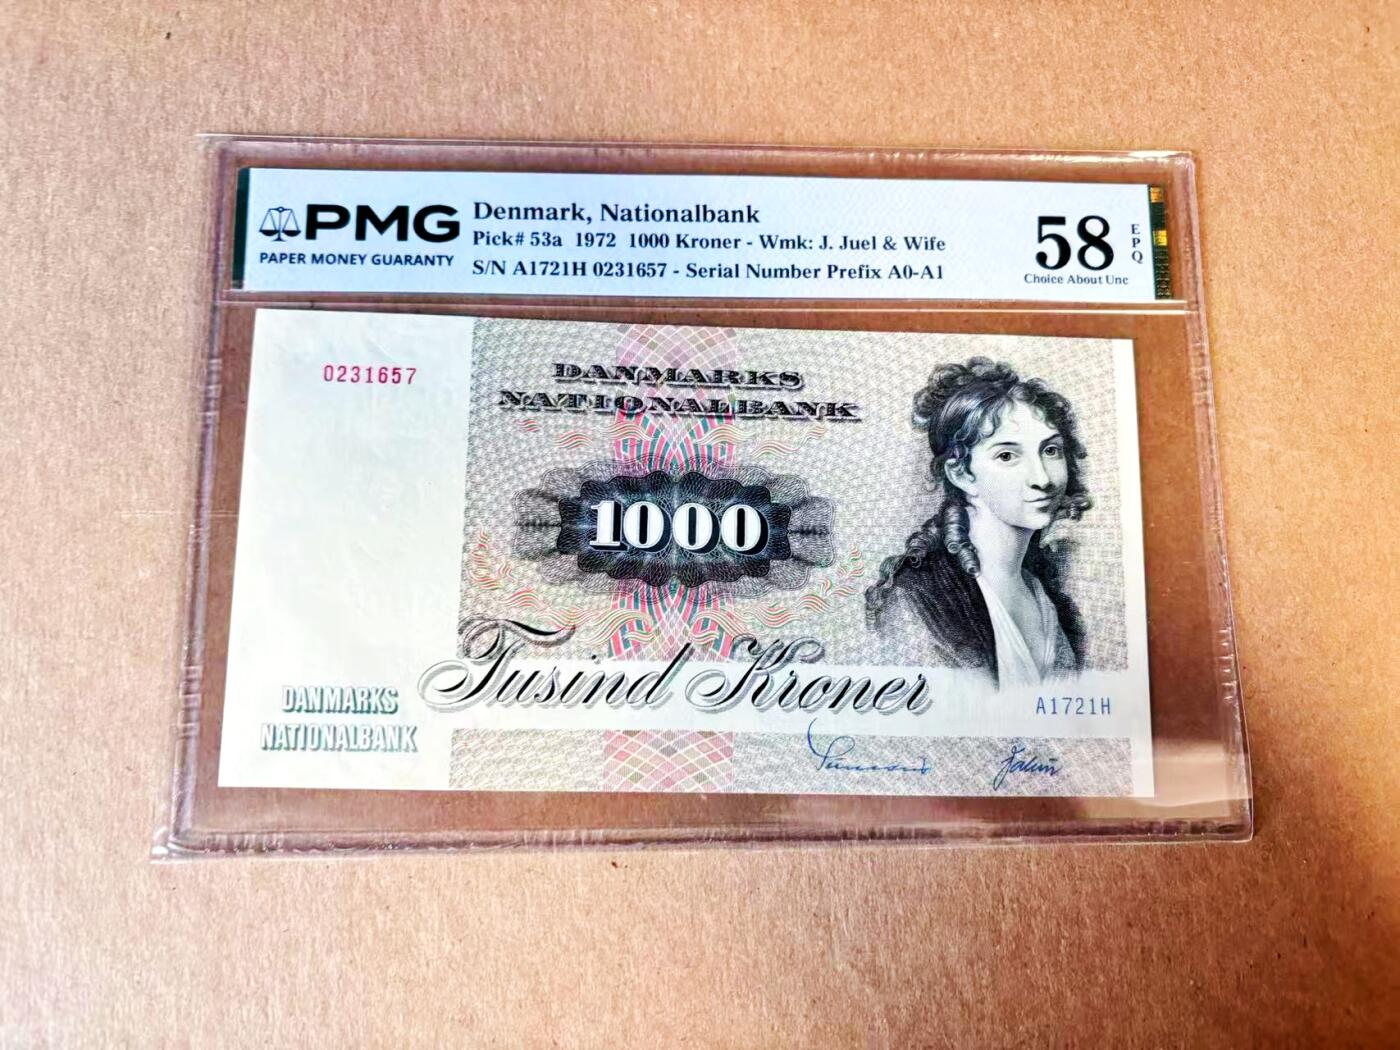 PMG
PAPER MONEY GUARANTY
Denmark, Nationalbank
Pick# 53a 1972 1000 Kroner - Wmk: J. Juel & Wife
S/N A1721H 0231657 - Serial Number Prefix A0-A1
58
EPQ
Choice About Unc
0231657
DANMARKS
NATIONALBANK
1000
Tusind Kroner
A1721H
DANMARKS
NATIONALBANK